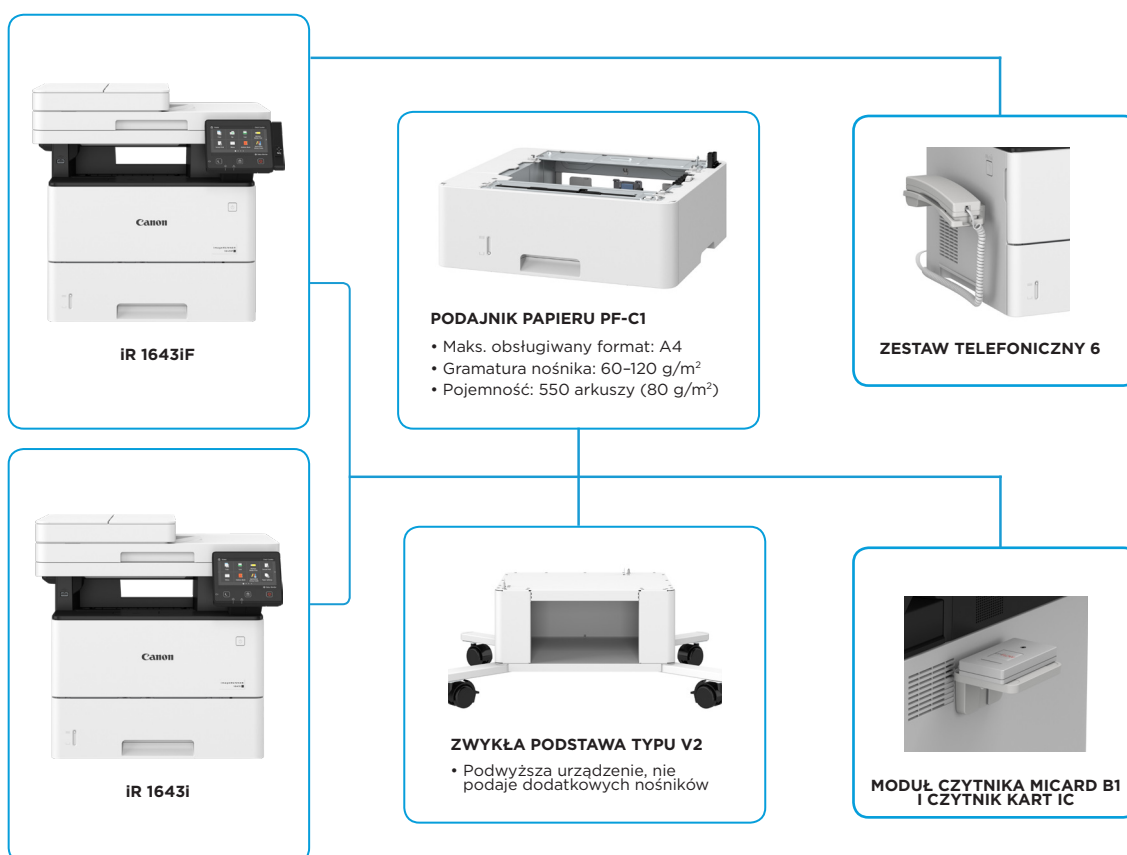 Canon
iR 1643iF
PODAJNIK PAPIERU PF-C1
• Maks. obsługiwany format: A4
• Gramatura nośnika: 60–120 g/m²
• Pojemność: 550 arkuszy (80 g/m²)
ZESTAW TELEFONICZNY 6
Canon
iR 1643i
ZWYKŁA PODSTAWA TYPU V2
• Podwyższa urządzenie, nie
podaje dodatkowych nośników
MODUŁ CZYTNIKA MICARD B1
I CZYTNIK KART IC